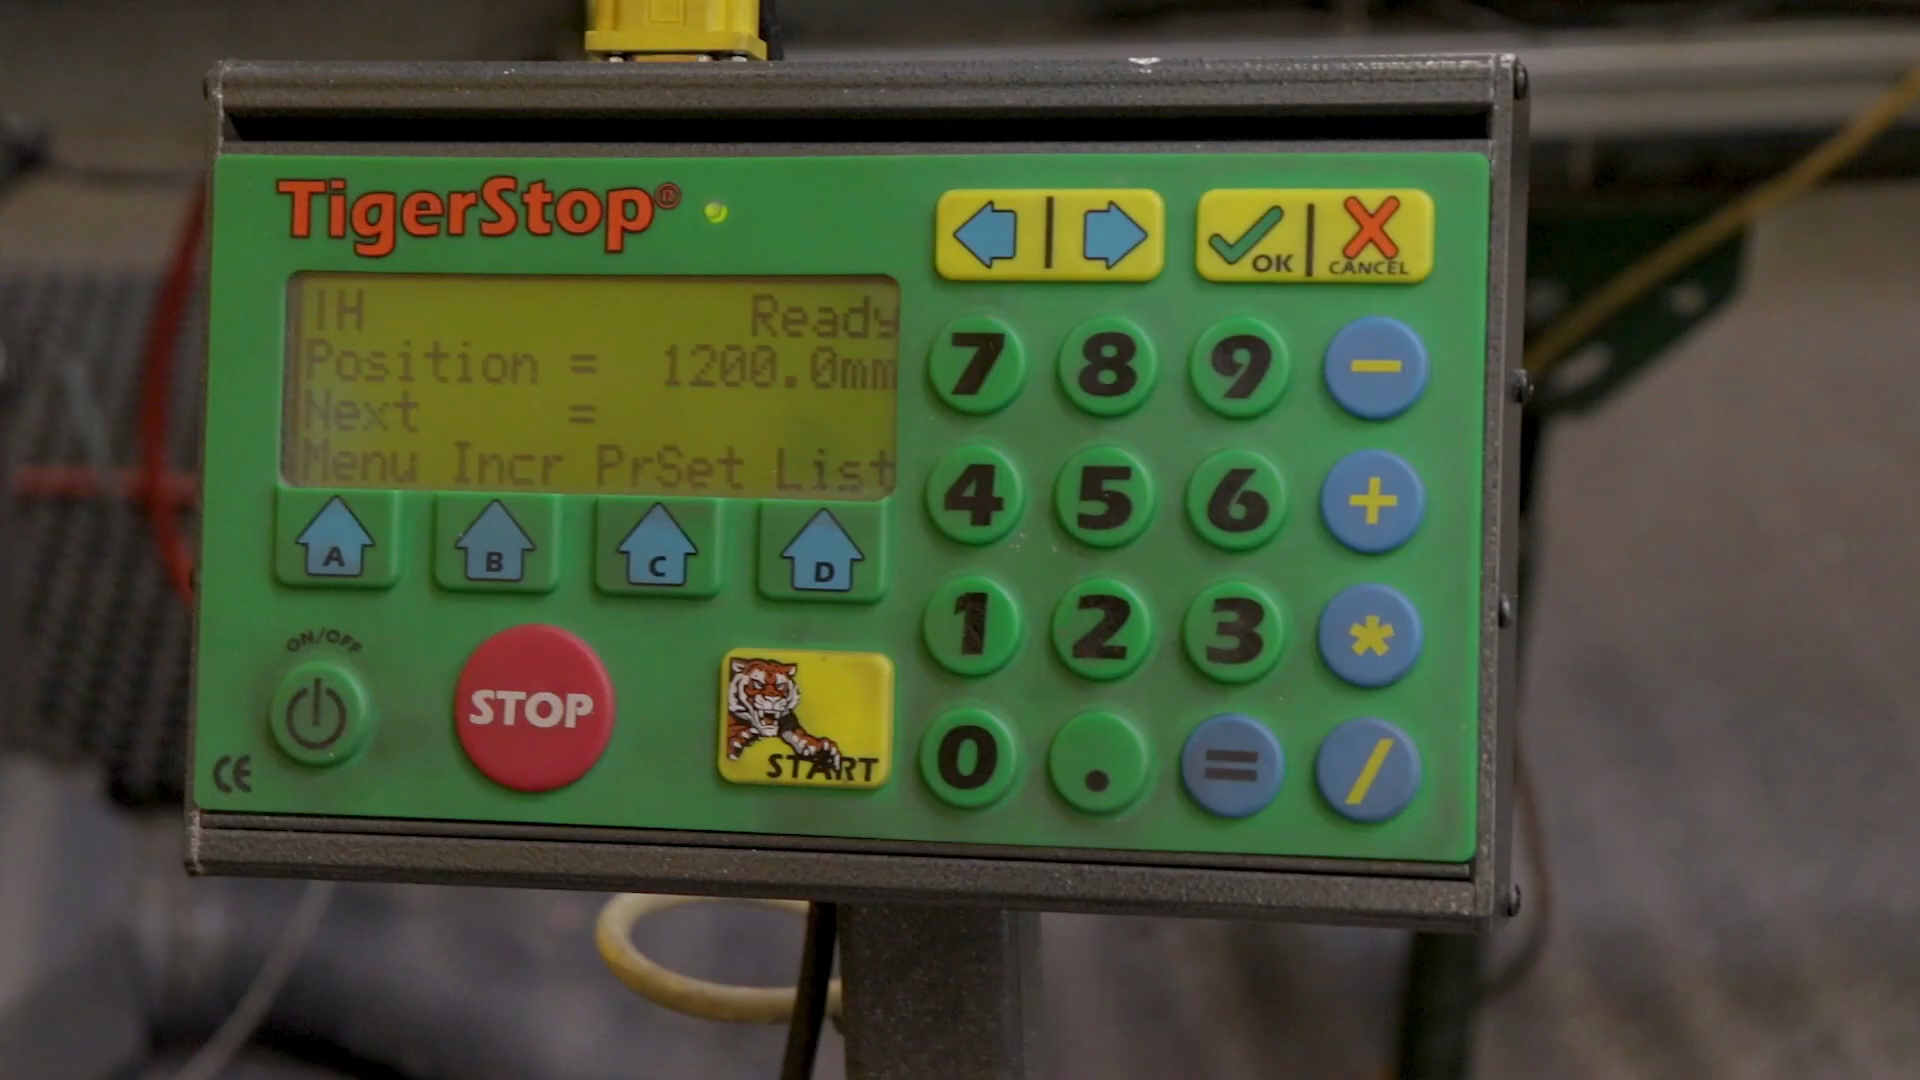 TigerStop®
IH Ready
Position = 1200.0mm
Next =
Menu Incr PrSet List
A B C D
ON/OFF
STOP
START
CE
OK CANCEL
7 8 9 -
4 5 6 +
1 2 3 *
0 . = /